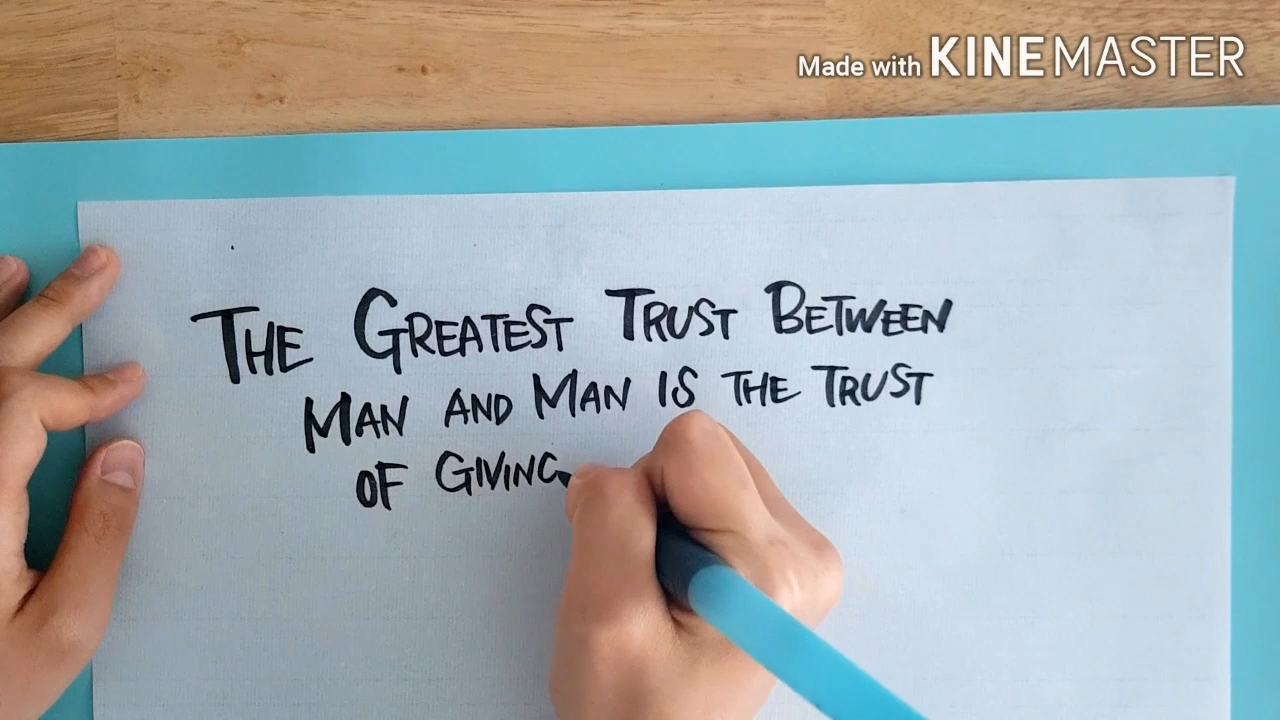 Made with KINEMASTER
THE GREATEST TRUST BETWEEN
MAN AND MAN IS THE TRUST
OF GIVING